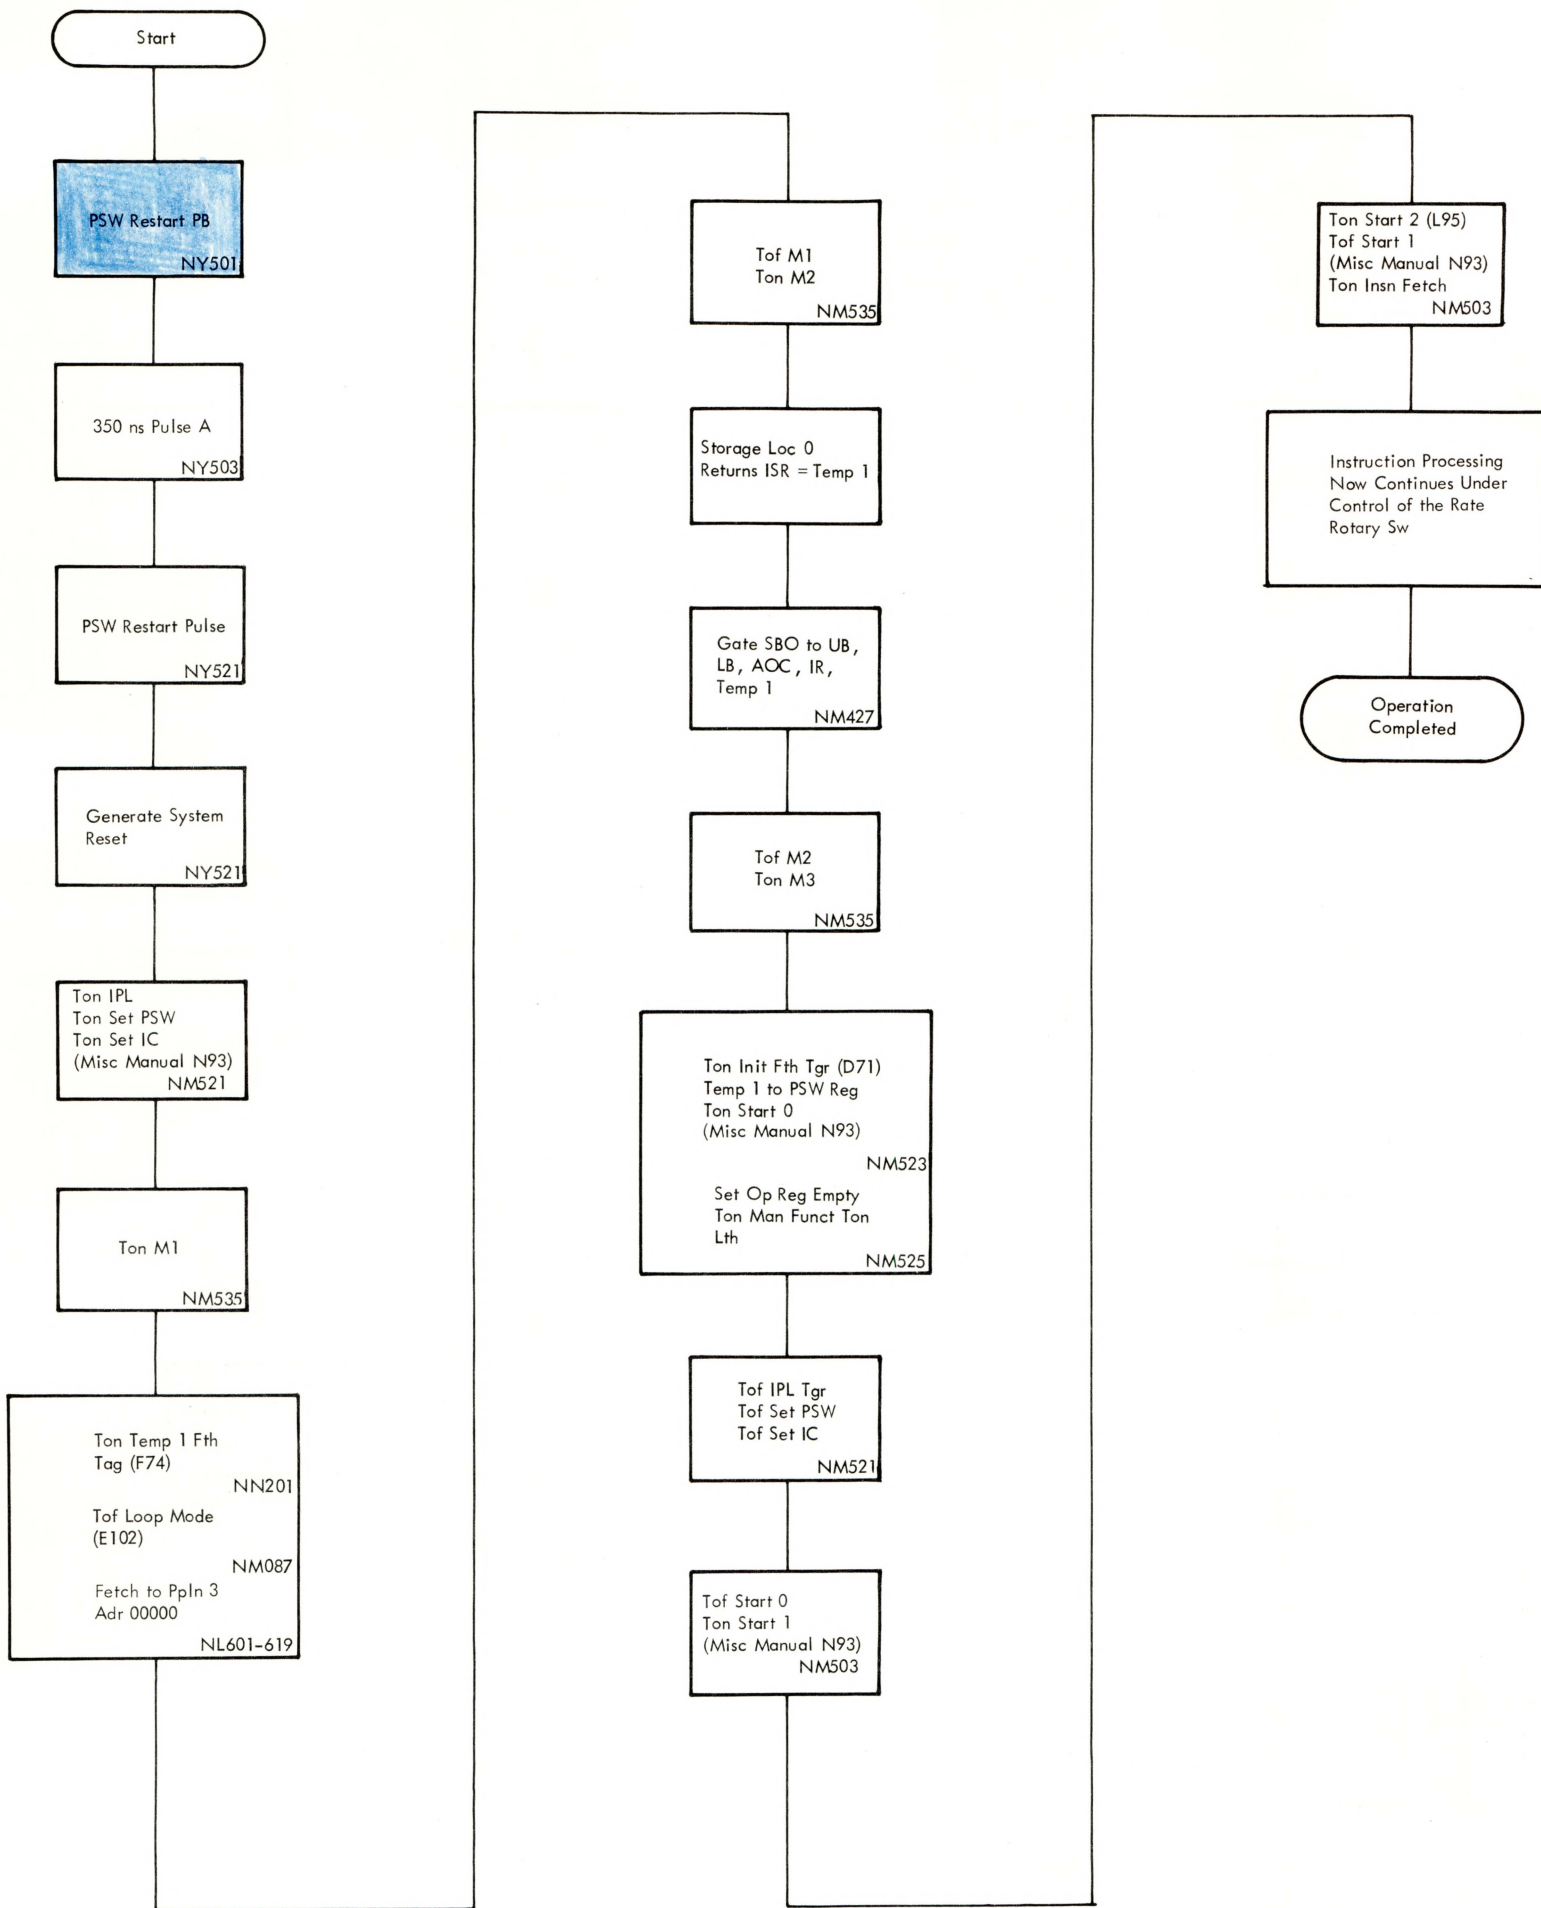 Start
PSW Restart PB
NY501
350 ns Pulse A
NY503
PSW Restart Pulse
NY521
Generate System
Reset
NY521
Ton IPL
Ton Set PSW
Ton Set IC
(Misc Manual N93)
NM521
Ton M1
NM535
Ton Temp 1 Fth
Tag (F74)
NN201
Tof Loop Mode
(E102)
NM087
Fetch to Ppln 3
Adr 00000
NL601-619
Tof M1
Ton M2
NM535
Storage Loc 0
Returns ISR = Temp 1
Gate SBO to UB,
LB, AOC, IR,
Temp 1
NM427
Tof M2
Ton M3
NM535
Ton Init Fth Tgr (D71)
Temp 1 to PSW Reg
Ton Start 0
(Misc Manual N93)
NM523
Set Op Reg Empty
Ton Man Funct Ton
Lth
NM525
Tof IPL Tgr
Tof Set PSW
Tof Set IC
NM521
Tof Start 0
Ton Start 1
(Misc Manual N93)
NM503
Ton Start 2 (L95)
Tof Start 1
(Misc Manual N93)
Ton Insn Fetch
NM503
Instruction Processing
Now Continues Under
Control of the Rate
Rotary Sw
Operation
Completed